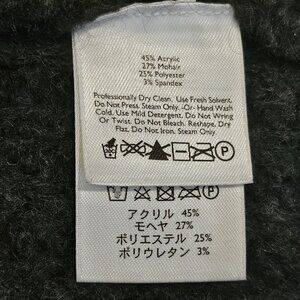 45% Acrylic
27% Mohair
25% Polyester
3% Spandex
Professionally Dry Clean. Use Fresh Solvent.
Do Not Press. Steam Only. -Or- Hand Wash
Cold. Use Mild Detergent. Do Not Wring
Or Twist. Do Not Bleach. Reshape. Dry
Flat. Do Not Iron. Steam Only.
P
アクリル 45%
モヘヤ 27%
ポリエステル 25%
ポリウレタン 3%